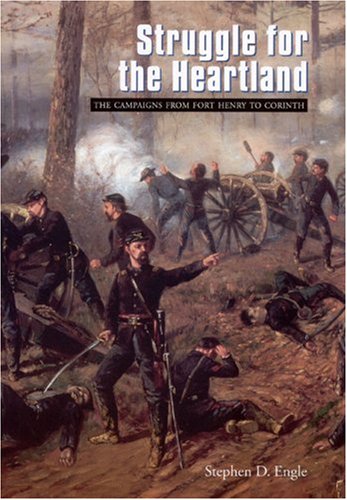 Struggle for
the Heartland
THE CAMPAIGNS FROM FORT HENRY TO CORINTH
Stephen D. Engle